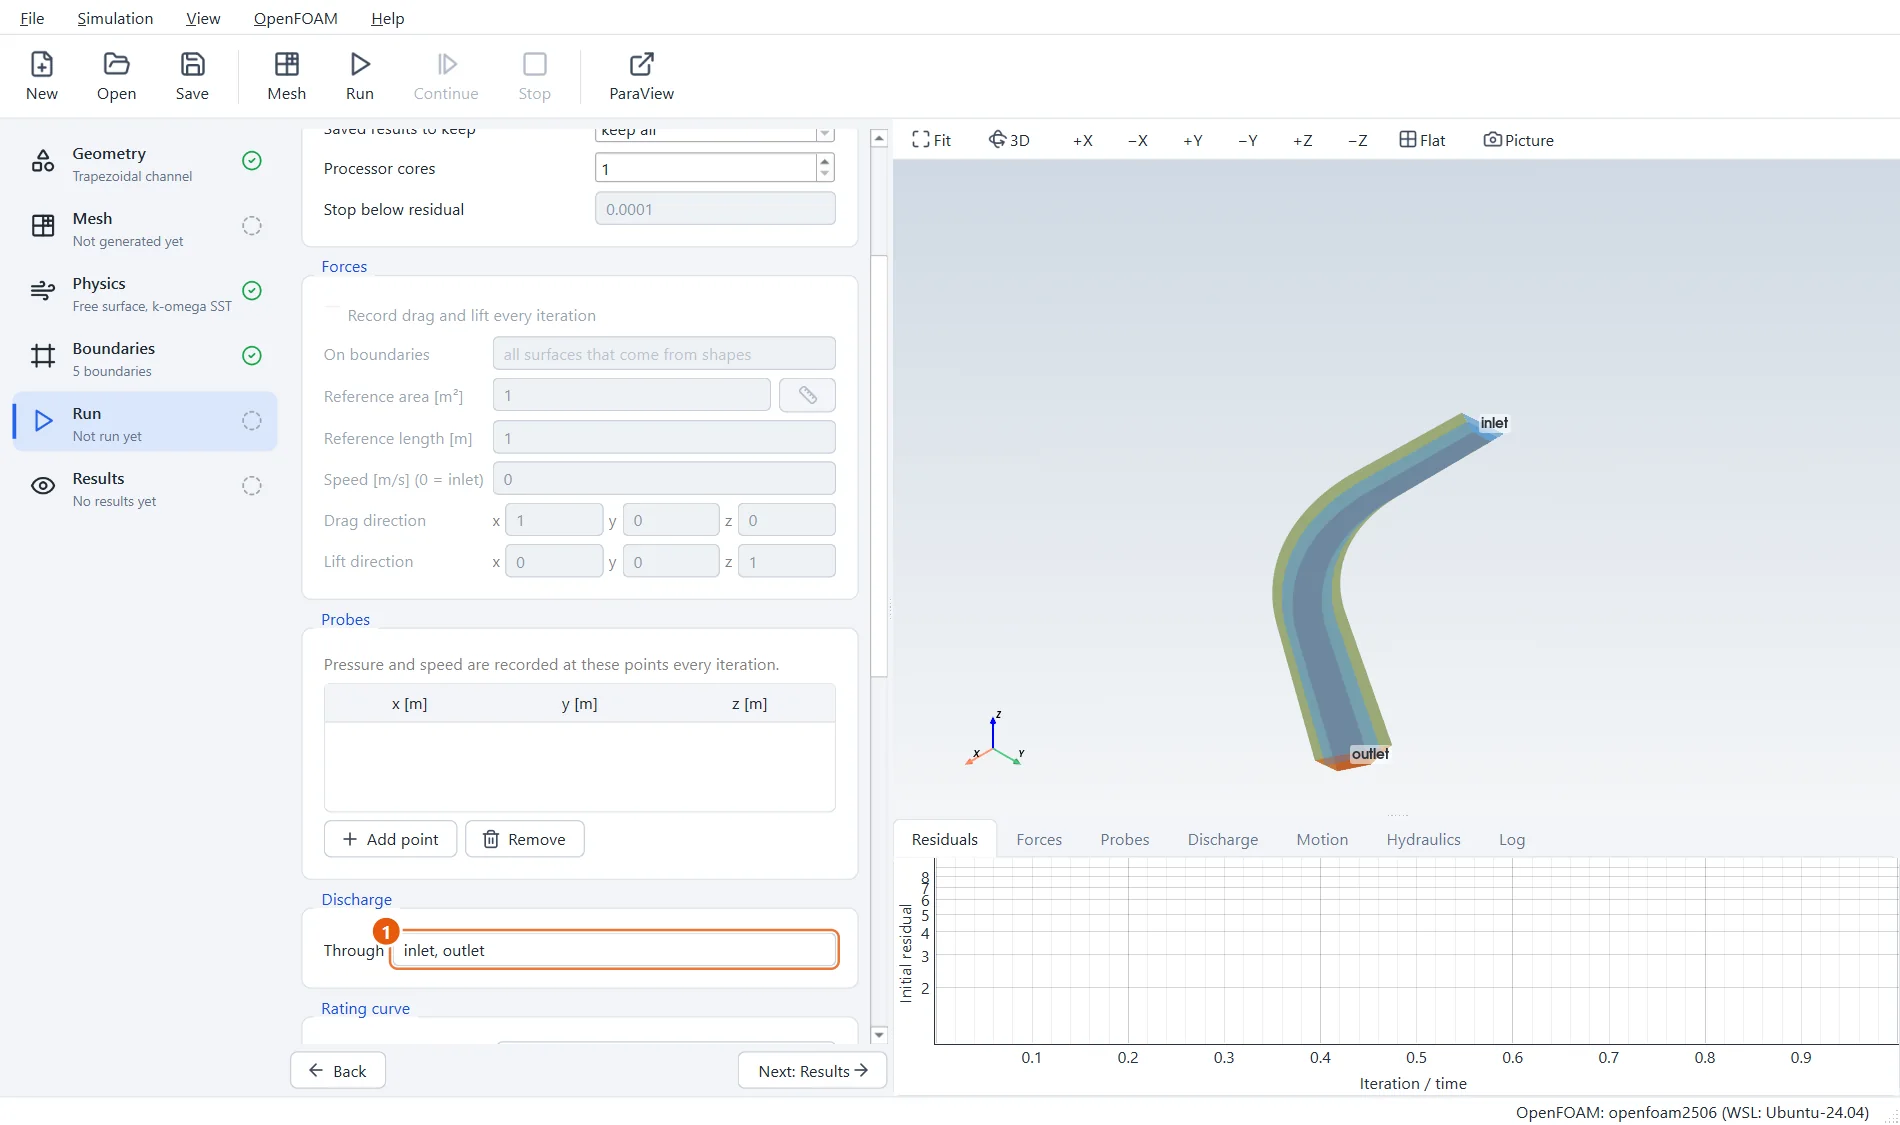 File Simulation View OpenFOAM Help
New Open Save Mesh Run Continue Stop ParaView
Geometry
Trapezoidal channel
Mesh
Not generated yet
Physics
Free surface, k-omega SST
Boundaries
5 boundaries
Run
Not run yet
Results
No results yet
Saved results to keep keep all
Processor cores 1
Stop below residual 0.0001
Forces
Record drag and lift every iteration
On boundaries all surfaces that come from shapes
Reference area [m²] 1
Reference length [m] 1
Speed [m/s] (0 = inlet) 0
Drag direction x 1 y 0 z 0
Lift direction x 0 y 0 z 1
Probes
Pressure and speed are recorded at these points every iteration.
x [m] y [m] z [m]
Add point Remove
Discharge
1
Through inlet, outlet
Rating curve
Back Next: Results
Fit 3D +X −X +Y −Y +Z −Z Flat Picture
inlet
outlet
z
x Y
Residuals Forces Probes Discharge Motion Hydraulics Log
8
7
6
5
4
3
2
Initial residual
0.1 0.2 0.3 0.4 0.5 0.6 0.7 0.8 0.9
Iteration / time
OpenFOAM: openfoam2506 (WSL: Ubuntu-24.04)